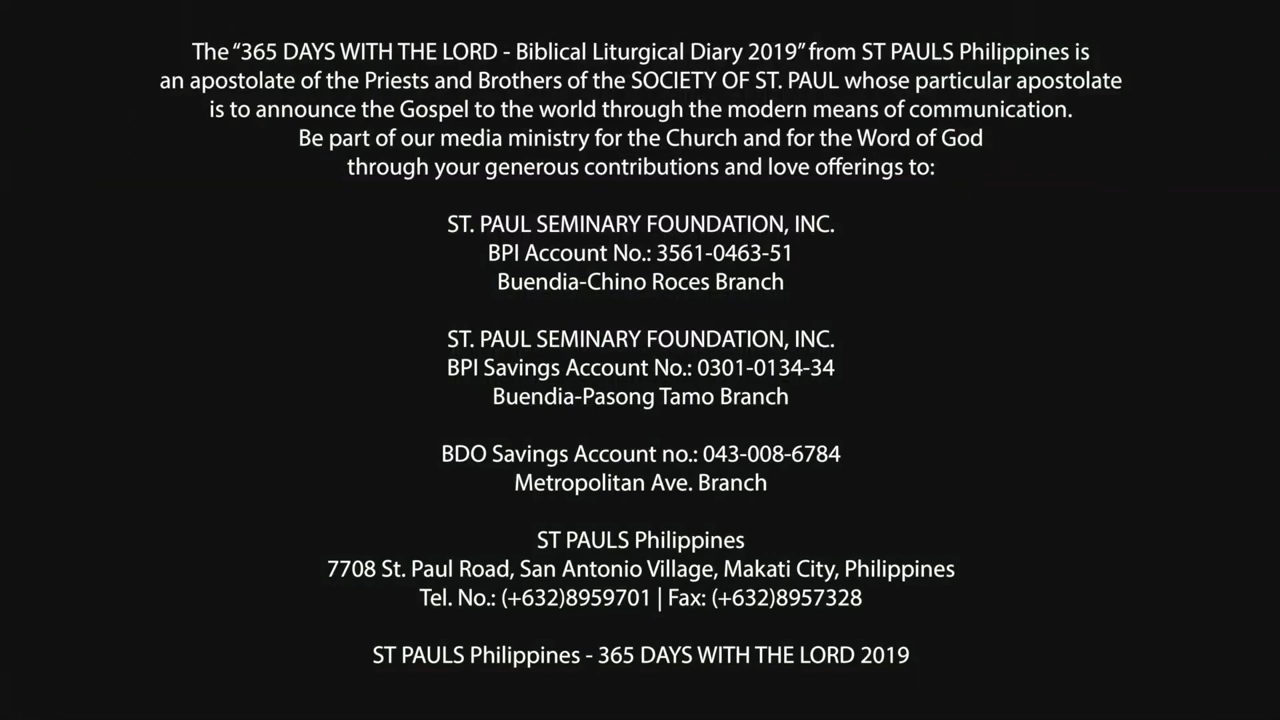 The “365 DAYS WITH THE LORD - Biblical Liturgical Diary 2019” from ST PAULS Philippines is
an apostolate of the Priests and Brothers of the SOCIETY OF ST. PAUL whose particular apostolate
is to announce the Gospel to the world through the modern means of communication.
Be part of our media ministry for the Church and for the Word of God
through your generous contributions and love offerings to:
ST. PAUL SEMINARY FOUNDATION, INC.
BPI Account No.: 3561-0463-51
Buendia-Chino Roces Branch
ST. PAUL SEMINARY FOUNDATION, INC.
BPI Savings Account No.: 0301-0134-34
Buendia-Pasong Tamo Branch
BDO Savings Account no.: 043-008-6784
Metropolitan Ave. Branch
ST PAULS Philippines
7708 St. Paul Road, San Antonio Village, Makati City, Philippines
Tel. No.: (+632)8959701 | Fax: (+632)8957328
ST PAULS Philippines - 365 DAYS WITH THE LORD 2019